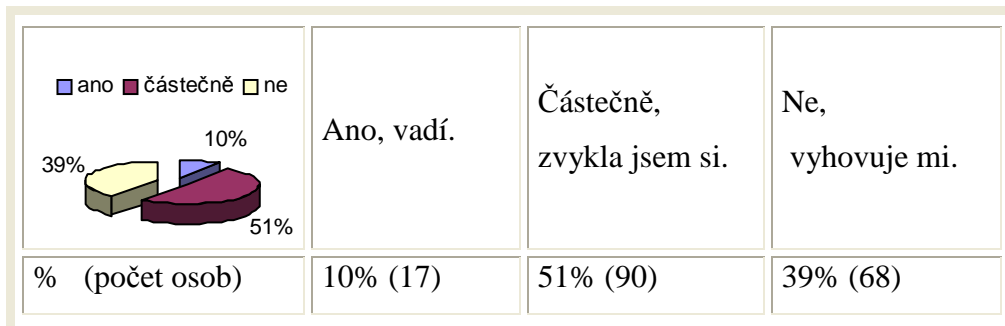 ano částečně ne
10%
39%
51%
Ano, vadí.
Částečně,
zvykla jsem si.
Ne,
vyhovuje mi.
% (počet osob)
10% (17)
51% (90)
39% (68)